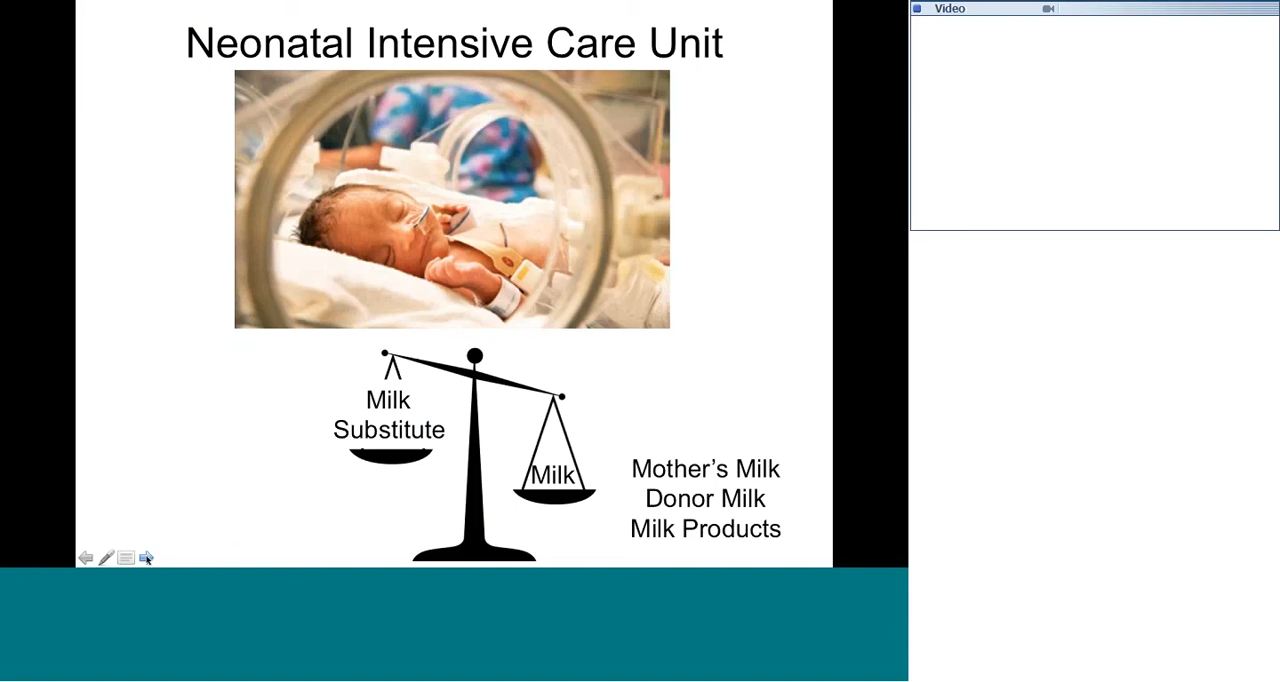 Neonatal Intensive Care Unit
Video
Milk
Substitute
Milk
Mother's Milk
Donor Milk
Milk Products